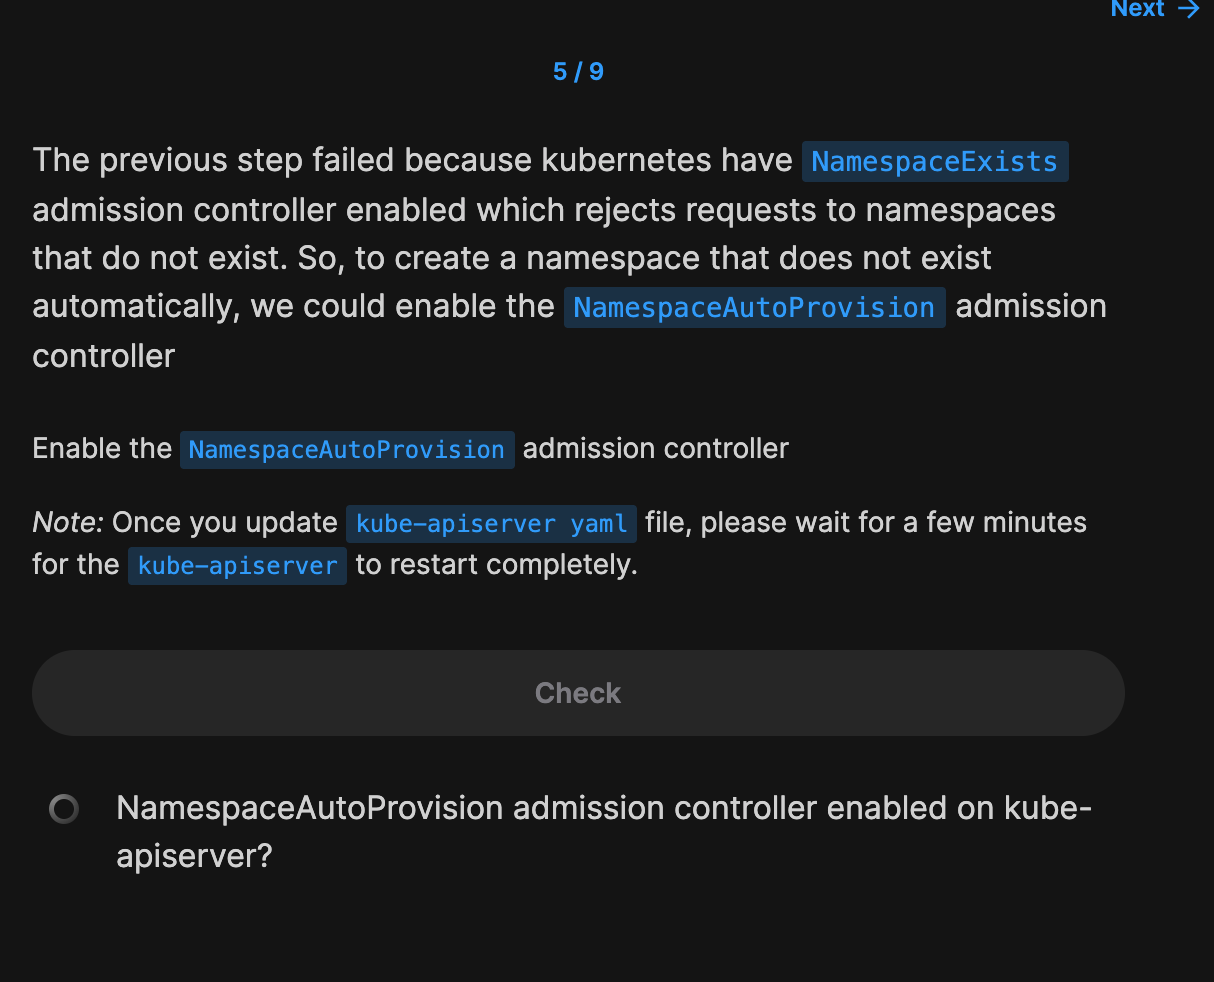 Next →
5 / 9
The previous step failed because kubernetes have NamespaceExists
admission controller enabled which rejects requests to namespaces
that do not exist. So, to create a namespace that does not exist
automatically, we could enable the NamespaceAutoProvision admission
controller
Enable the NamespaceAutoProvision admission controller
Note: Once you update kube-apiserver yaml file, please wait for a few minutes
for the kube-apiserver to restart completely.
Check
NamespaceAutoProvision admission controller enabled on kube-
apiserver?